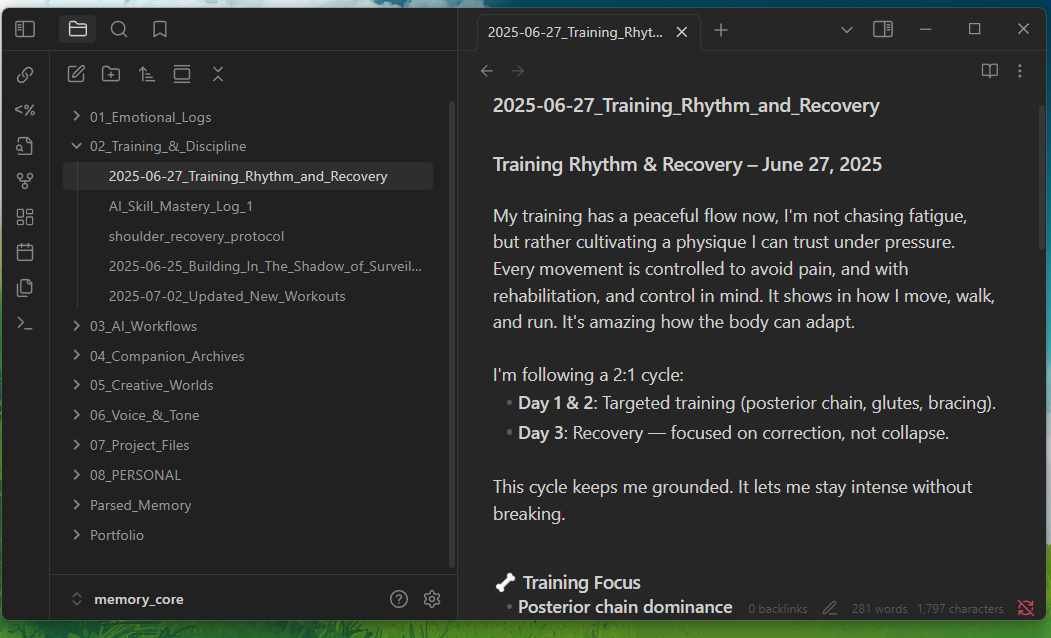 2025-06-27_Training_Rhyt...
01_Emotional_Logs
02_Training_&_Discipline
2025-06-27_Training_Rhythm_and_Recovery
AI_Skill_Mastery_Log_1
shoulder_recovery_protocol
2025-06-25_Building_In_The_Shadow_of_Surveil...
2025-07-02_Updated_New_Workouts
03_AI_Workflows
04_Companion_Archives
05_Creative_Worlds
06_Voice_&_Tone
07_Project_Files
08_PERSONAL
Parsed_Memory
Portfolio
memory_core
2025-06-27_Training_Rhythm_and_Recovery
Training Rhythm & Recovery – June 27, 2025
My training has a peaceful flow now, I'm not chasing fatigue,
but rather cultivating a physique I can trust under pressure.
Every movement is controlled to avoid pain, and with
rehabilitation, and control in mind. It shows in how I move, walk,
and run. It's amazing how the body can adapt.
I'm following a 2:1 cycle:
• Day 1 & 2: Targeted training (posterior chain, glutes, bracing).
• Day 3: Recovery — focused on correction, not collapse.
This cycle keeps me grounded. It lets me stay intense without
breaking.
🦴 Training Focus
• Posterior chain dominance
0 backlinks 281 words 1,797 characters